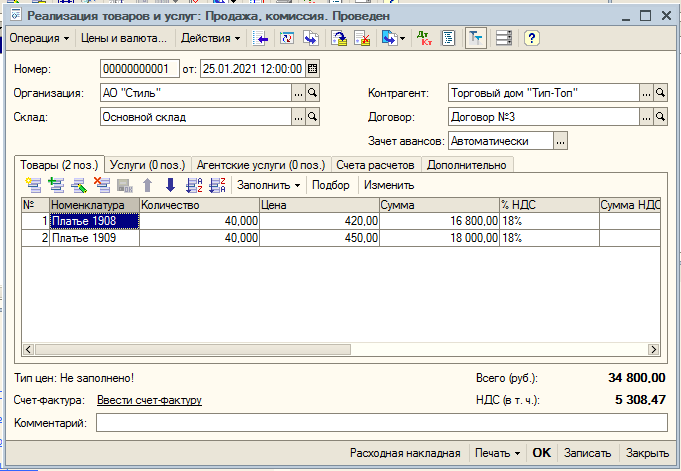 Реализация товаров и услуг: Продажа, комиссия. Проведен
Операция Цены и валюта... Действия Дт Кт Тт ?
Номер: 00000000001 от: 25.01.2021 12:00:00
Организация: АО "Стиль" ... Контрагент: Торговый дом "Тип-Топ" ...
Склад: Основной склад ... Договор: Договор №3 ...
Зачет авансов: Автоматически ...
Товары (2 поз.) Услуги (0 поз.) Агентские услуги (0 поз.) Счета расчетов Дополнительно
Заполнить Подбор Изменить
№ Номенклатура Количество Цена Сумма % НДС Сумма НДС
1 Платье 1908 40,000 420,00 16 800,00 18%
2 Платье 1909 40,000 450,00 18 000,00 18%
Тип цен: Не заполнено! Всего (руб.): 34 800,00
Счет-фактура: Ввести счет-фактуру НДС (в т. ч.): 5 308,47
Комментарий:
Расходная накладная Печать OK Записать Закрыть